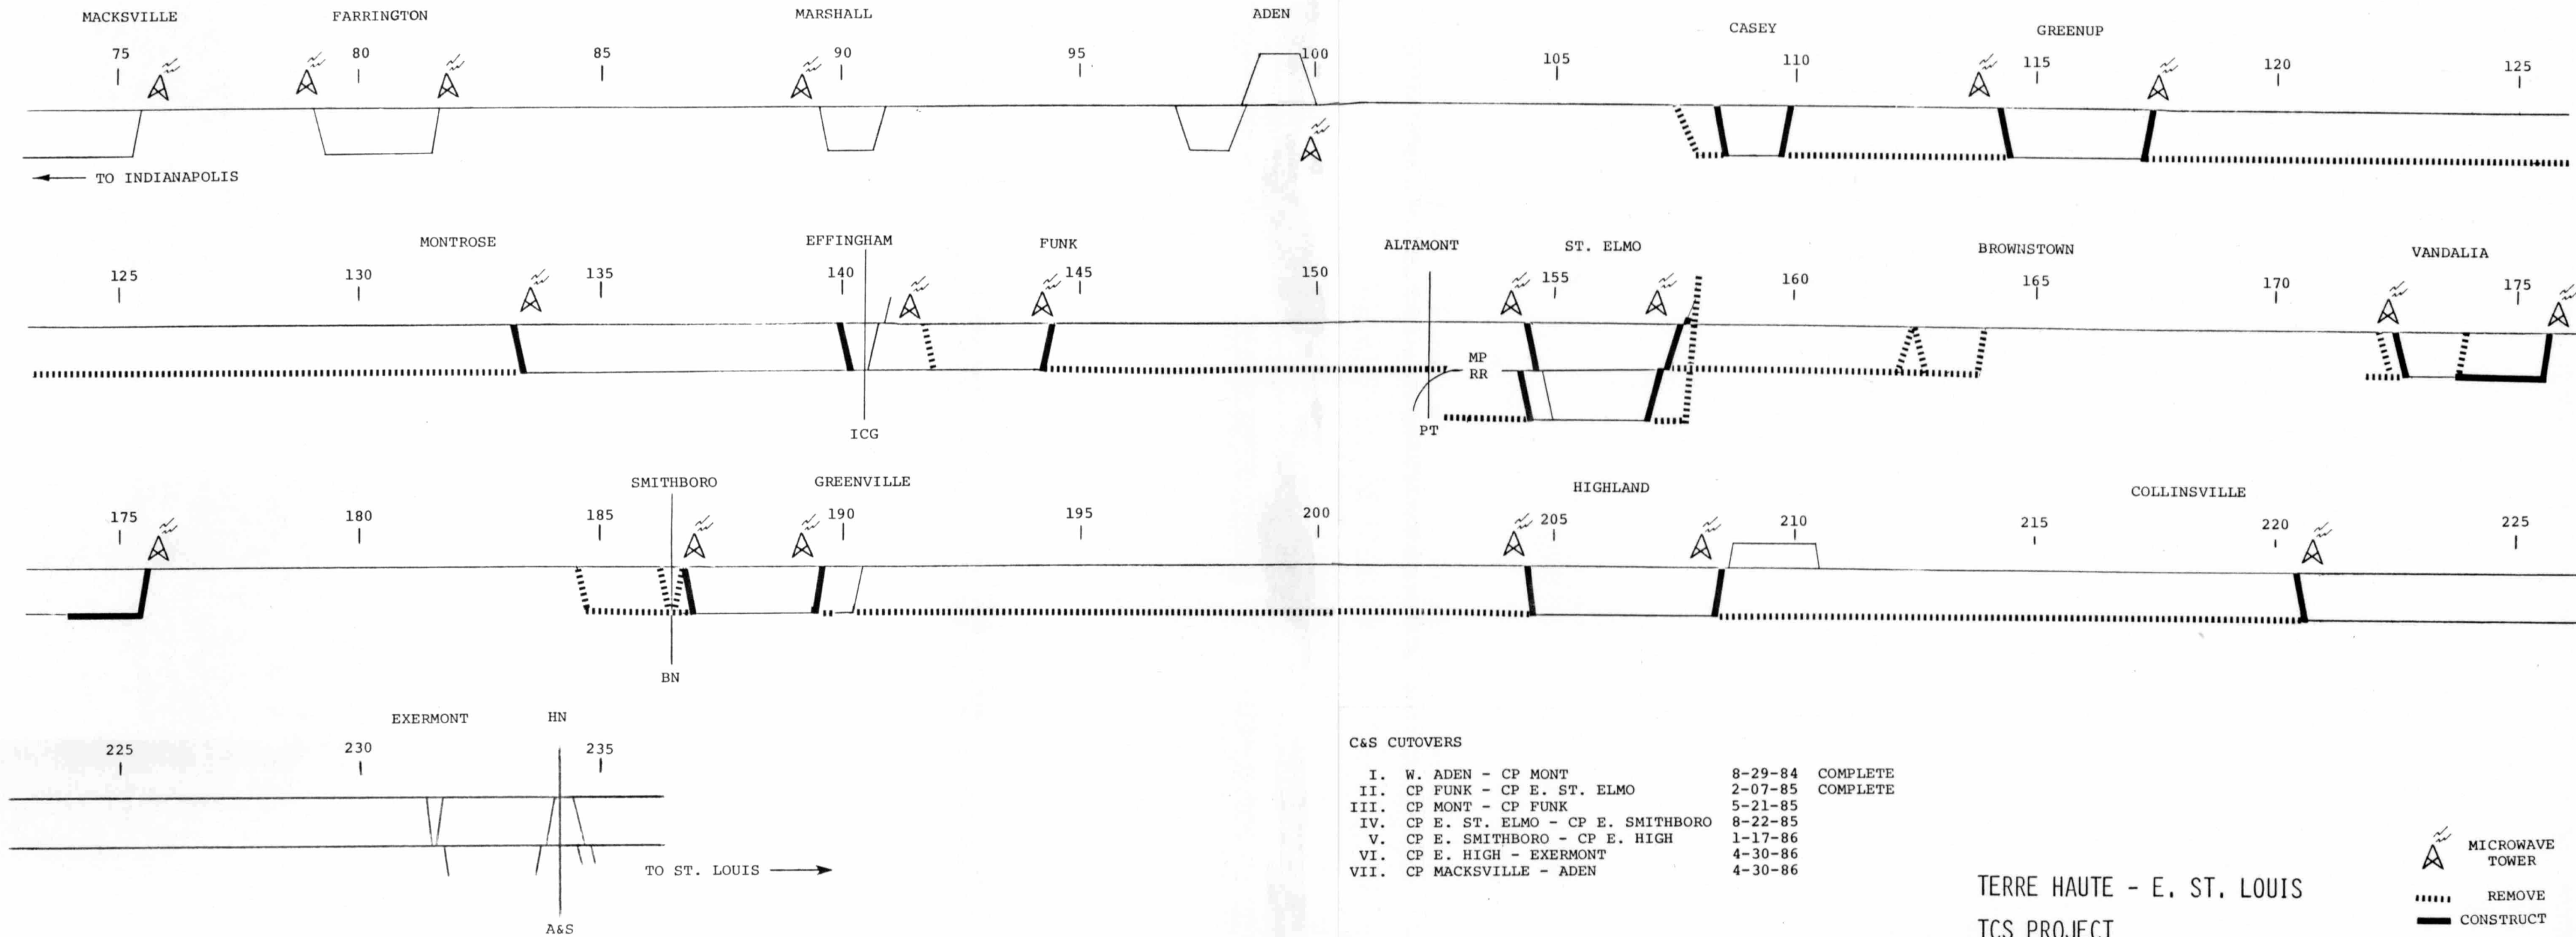 MACKSVILLE FARRINGTON MARSHALL ADEN CASEY GREENUP
75 80 85 90 95 100 105 110 115 120 125
TO INDIANAPOLIS
MONTROSE EFFINGHAM FUNK ALTAMONT ST. ELMO BROWNSTOWN VANDALIA
125 130 135 140 145 150 155 160 165 170 175
MP
RR
ICG PT
SMITHBORO GREENVILLE HIGHLAND COLLINSVILLE
175 180 185 190 195 200 205 210 215 220 225
BN
EXERMONT HN
225 230 235
TO ST. LOUIS
A&S
C&S CUTOVERS
I. W. ADEN - CP MONT 8-29-84 COMPLETE
II. CP FUNK - CP E. ST. ELMO 2-07-85 COMPLETE
III. CP MONT - CP FUNK 5-21-85
IV. CP E. ST. ELMO - CP E. SMITHBORO 8-22-85
V. CP E. SMITHBORO - CP E. HIGH 1-17-86
VI. CP E. HIGH - EXERMONT 4-30-86
VII. CP MACKSVILLE - ADEN 4-30-86
TERRE HAUTE - E. ST. LOUIS
TCS PROJECT
MICROWAVE
TOWER
REMOVE
CONSTRUCT